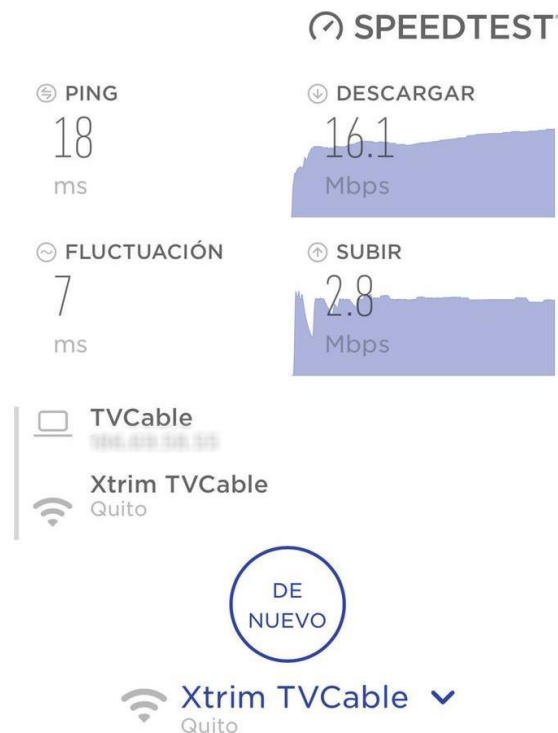 SPEEDTEST
PING
18
ms
DESCARGAR
16.1
Mbps
FLUCTUACIÓN
7
ms
SUBIR
2.8
Mbps
TVCable
Xtrim TVCable
Quito
DE
NUEVO
Xtrim TVCable
Quito